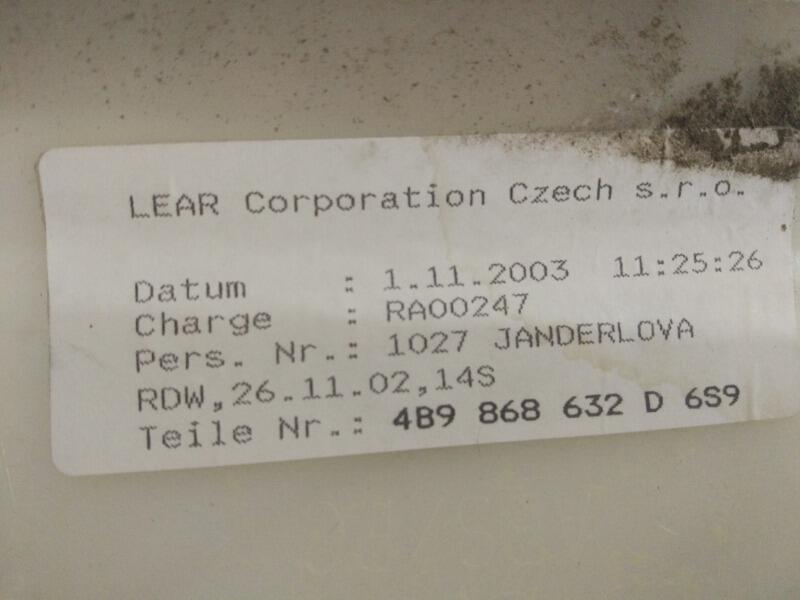 LEAR Corporation Czech s.r.o.
Datum : 1.11.2003 11:25:26
Charge : RA00247
Pers. Nr.: 1027 JANDERLOVA
RDW,26.11.02,14S
Teile Nr.: 4B9 868 632 D 6S9